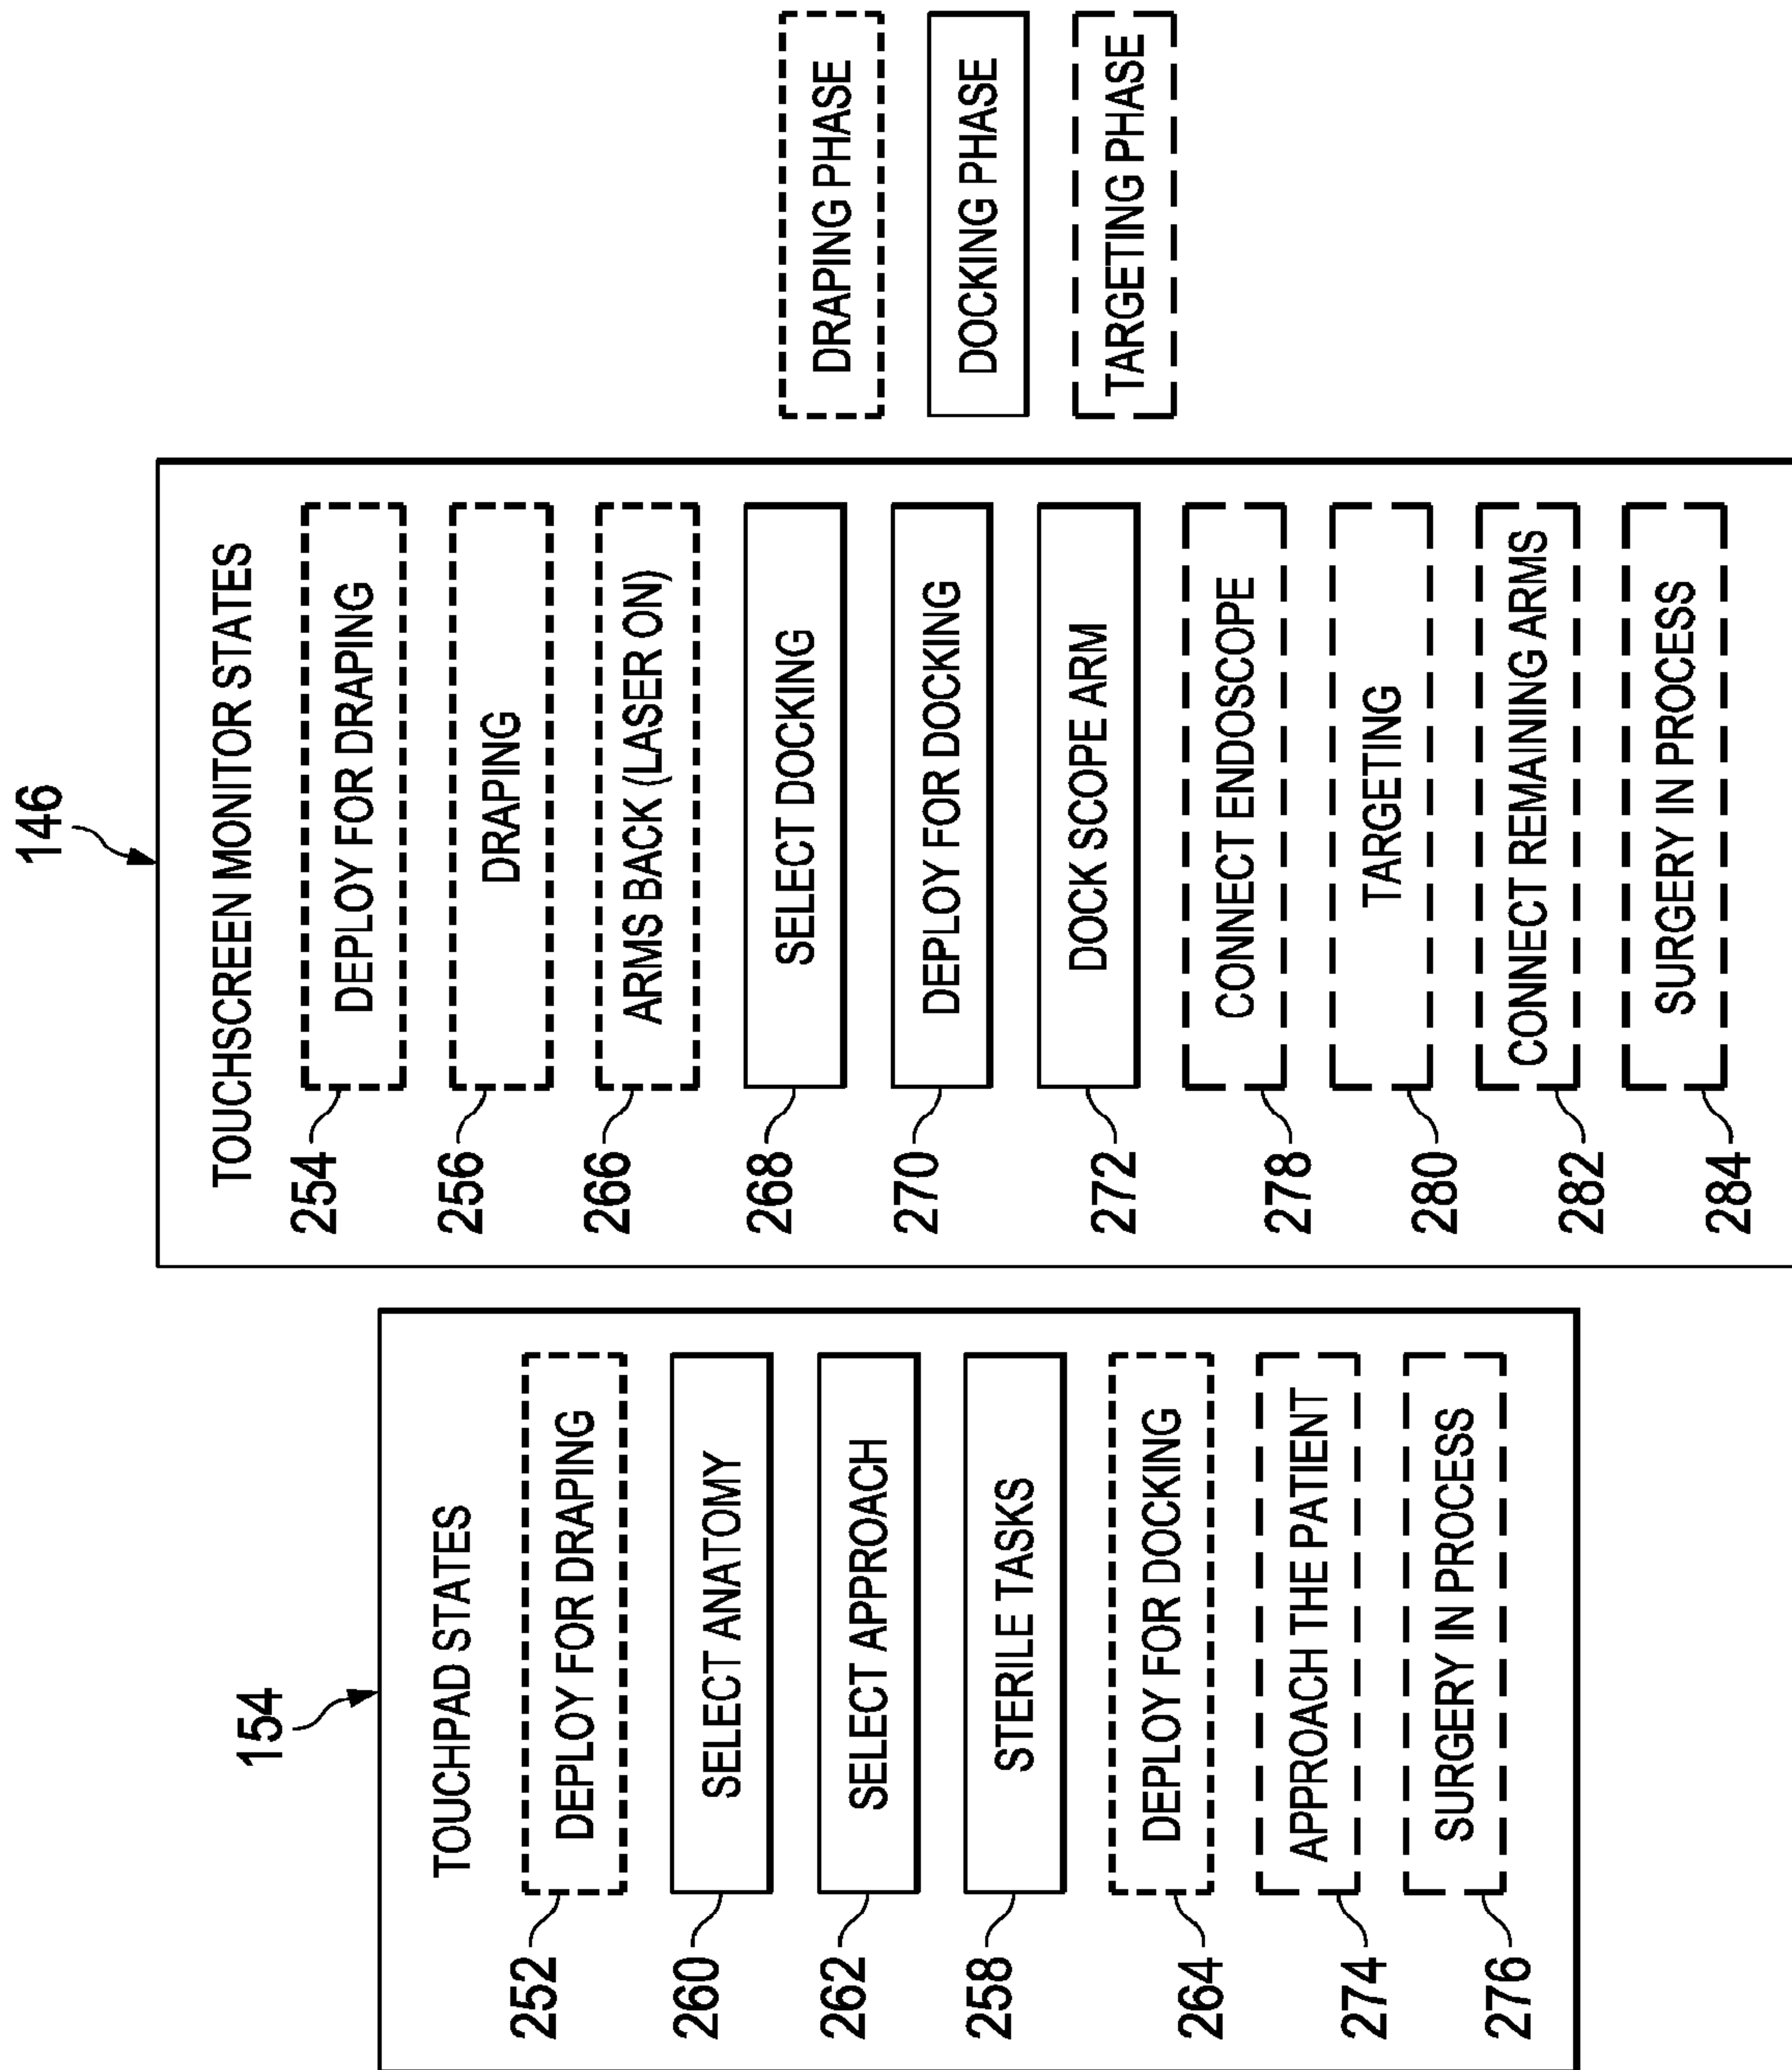 154
TOUCHPAD STATES
252 DEPLOY FOR DRAPING
260 SELECT ANATOMY
262 SELECT APPROACH
258 STERILE TASKS
264 DEPLOY FOR DOCKING
274 APPROACH THE PATIENT
276 SURGERY IN PROCESS
146
TOUCHSCREEN MONITOR STATES
254 DEPLOY FOR DRAPING
256 DRAPING
266 ARMS BACK (LASER ON)
268 SELECT DOCKING
270 DEPLOY FOR DOCKING
272 DOCK SCOPE ARM
278 CONNECT ENDOSCOPE
280 TARGETING
282 CONNECT REMAINING ARMS
284 SURGERY IN PROCESS
DRAPING PHASE
DOCKING PHASE
TARGETING PHASE